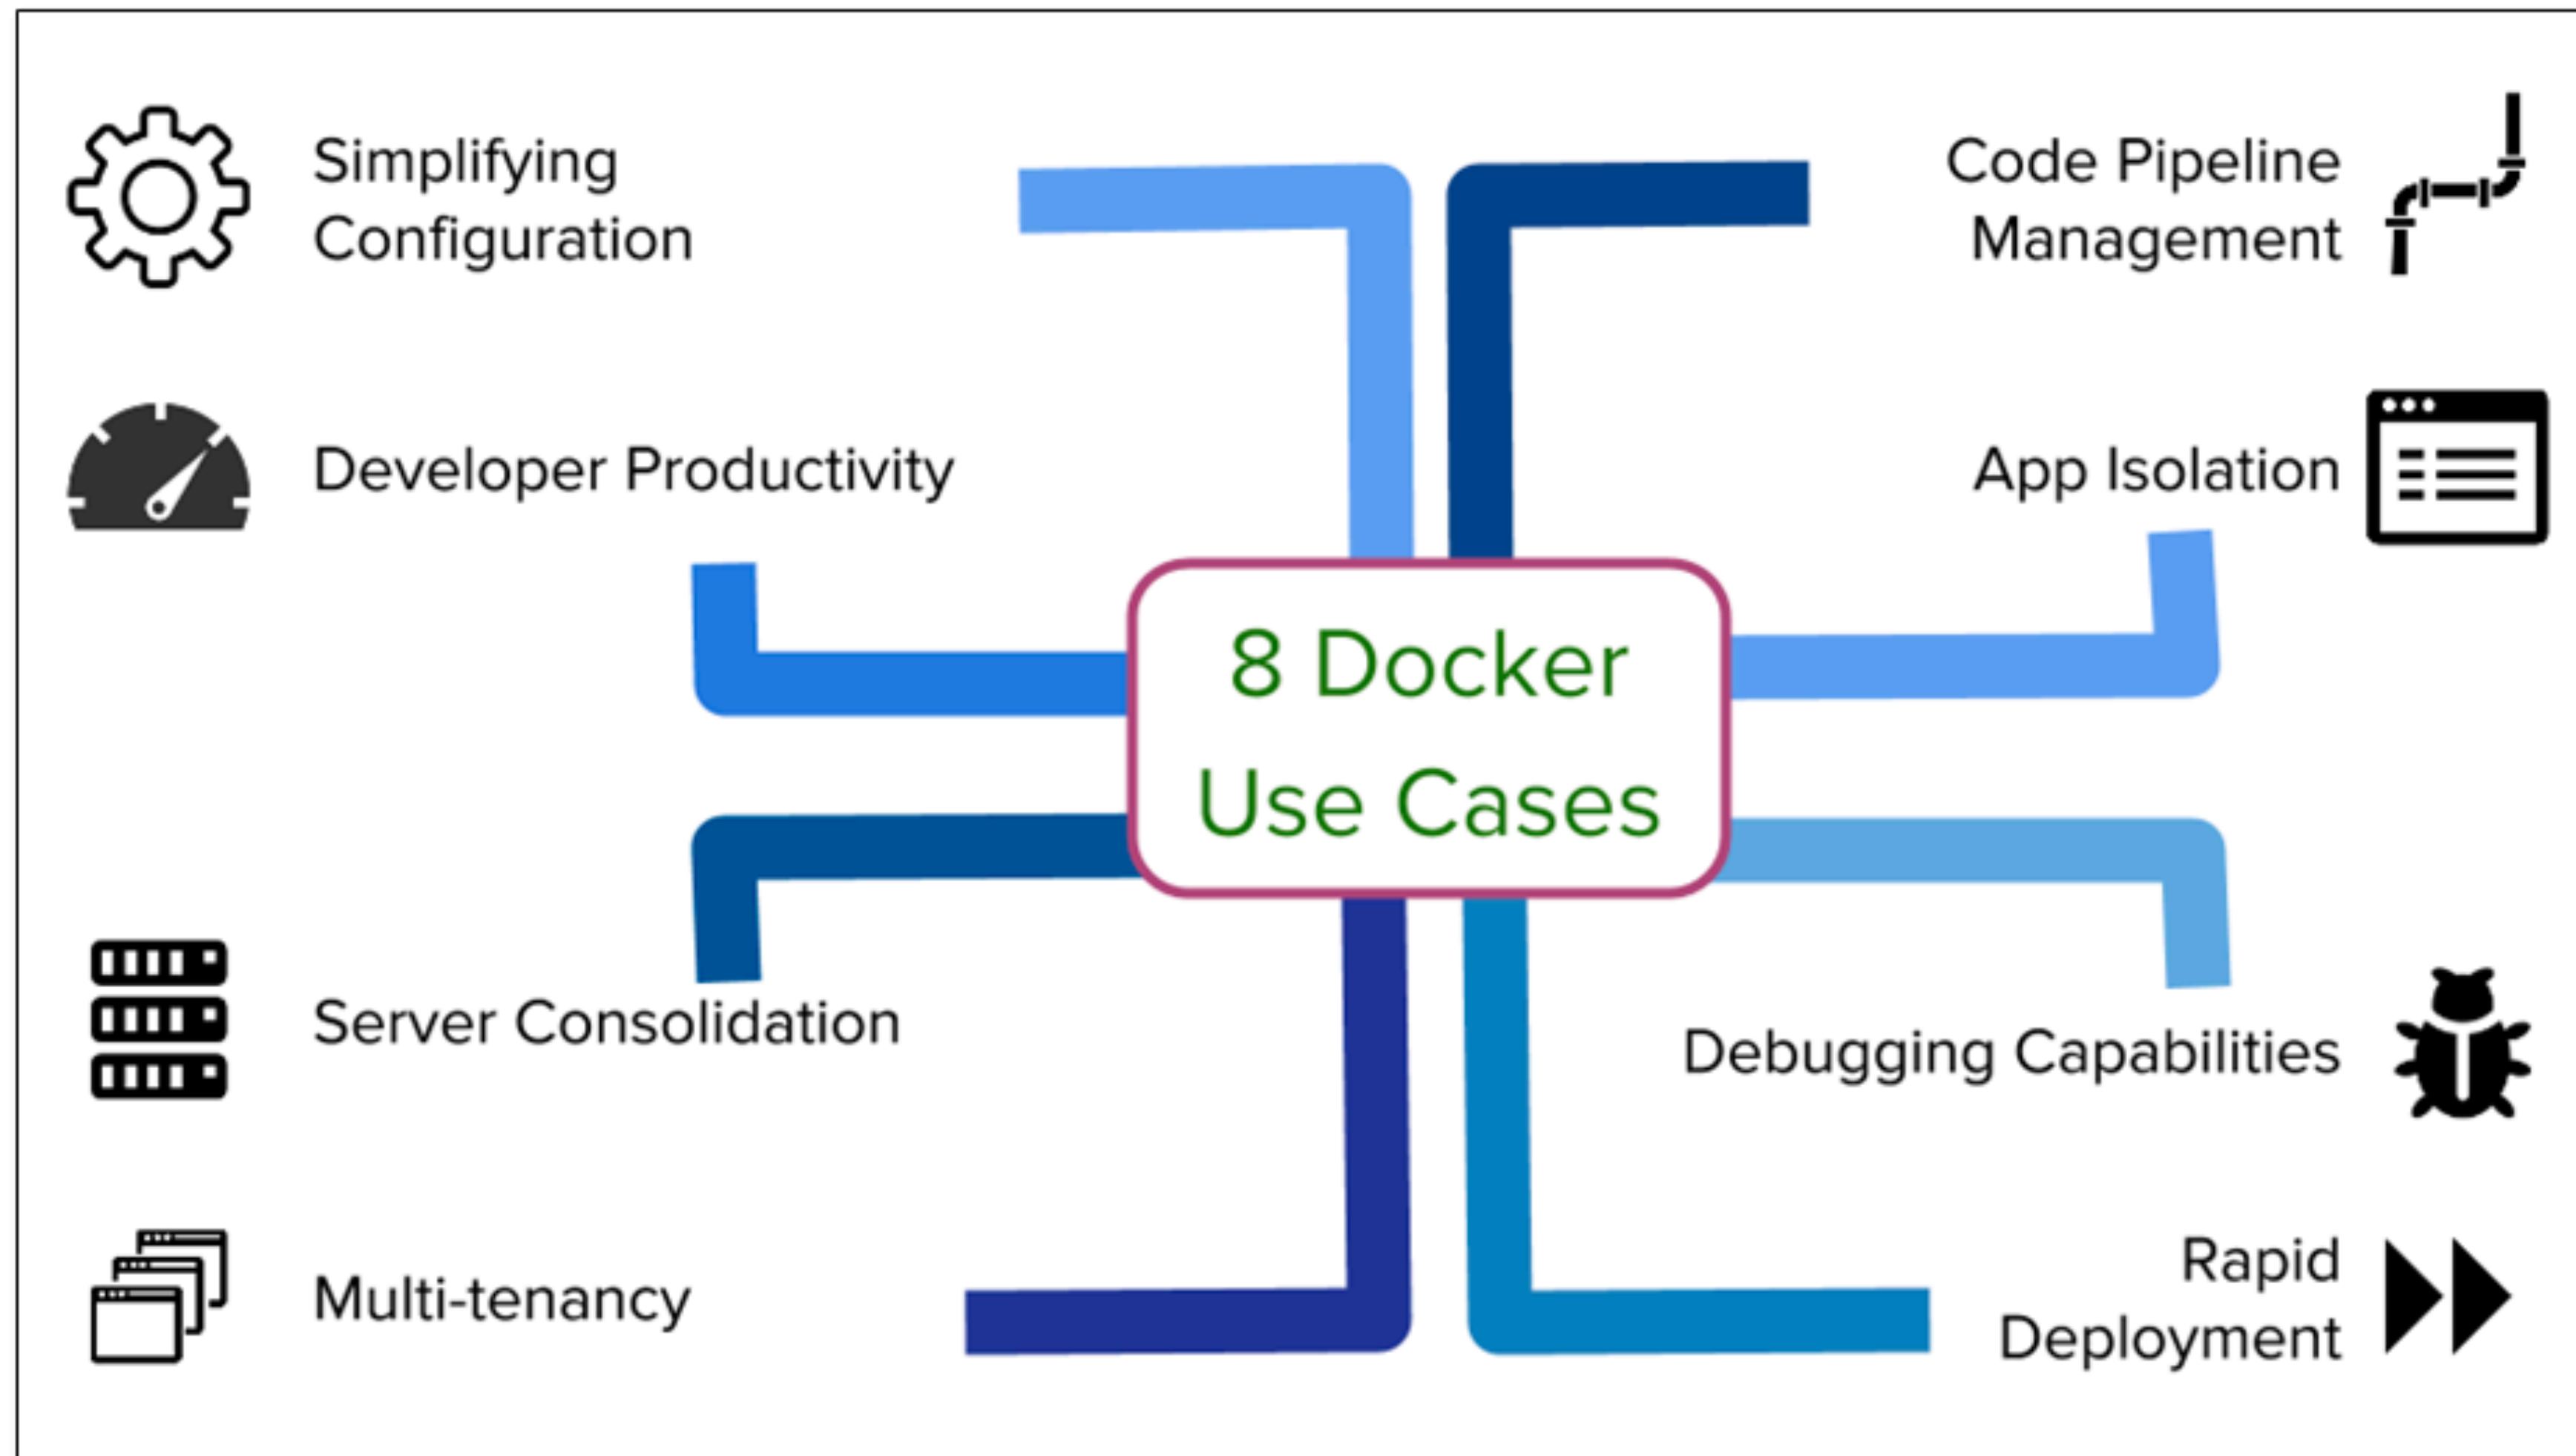 Simplifying
Configuration
Developer Productivity
Server Consolidation
Multi-tenancy
8 Docker
Use Cases
Code Pipeline
Management
App Isolation
Debugging Capabilities
Rapid
Deployment